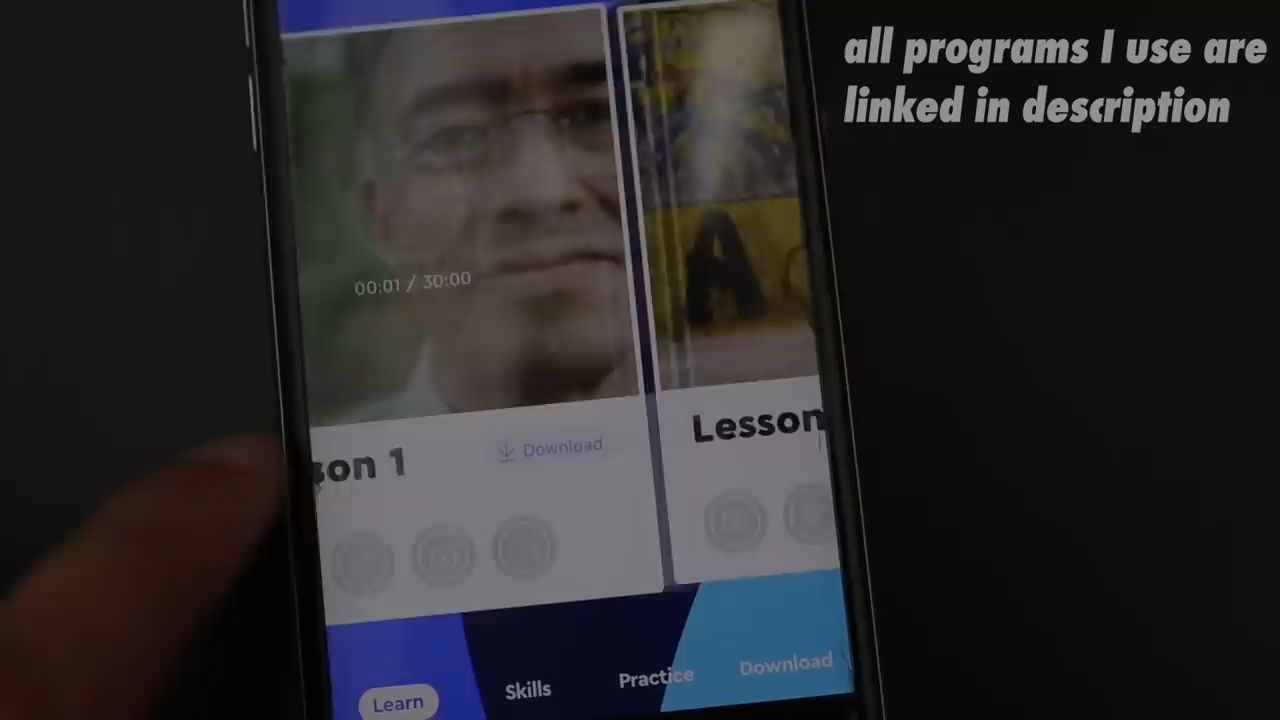 all programs I use are
linked in description
A
00:01 / 30:00
son 1
Download
Lesson
Learn
Skills
Practice
Download